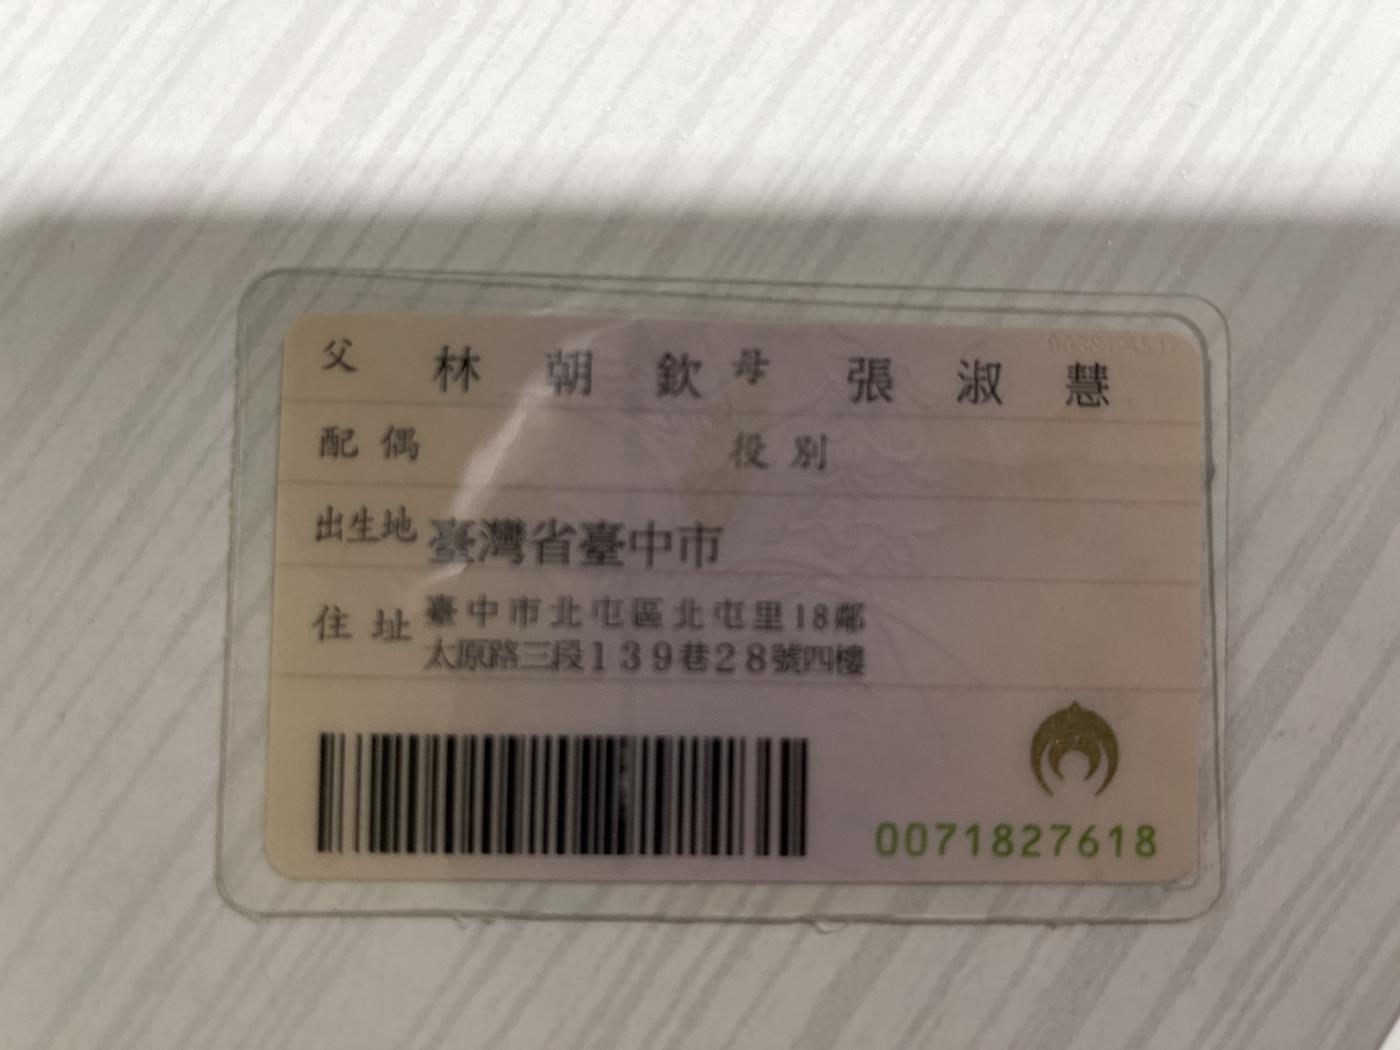 父 林朝欽 母 張淑慧
配偶 役別
出生地 臺灣省臺中市
住址 臺中市北屯區北屯里18鄰
太原路三段139巷28號四樓
0071827618